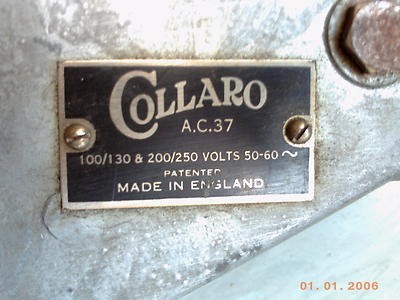 COLLARO
A.C.37
100/130 & 200/250 VOLTS 50-60 ~
PATENTED
MADE IN ENGLAND
01.01.2006